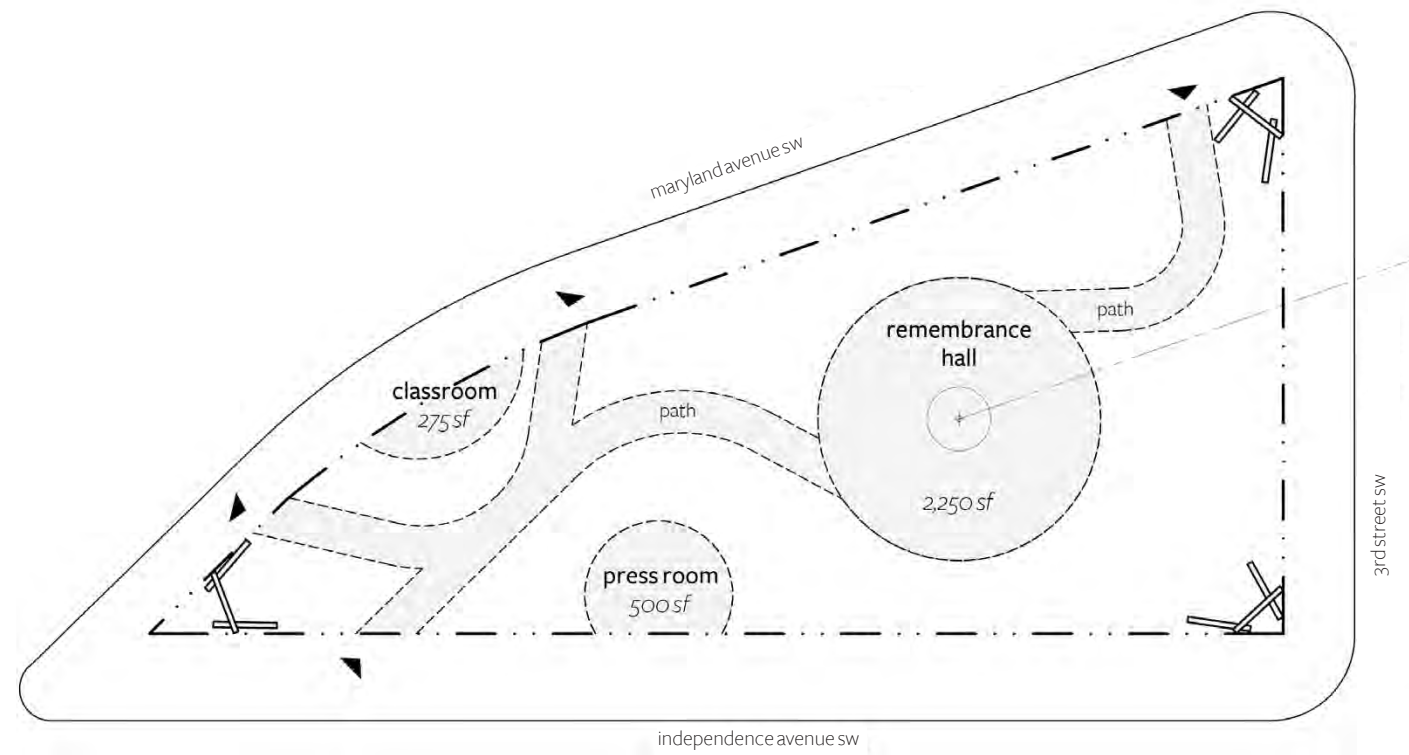 maryland avenue sw
remembrance
hall
path
classroom
275 sf
path
2,250 sf
3rd street sw
press room
500 sf
independence avenue sw